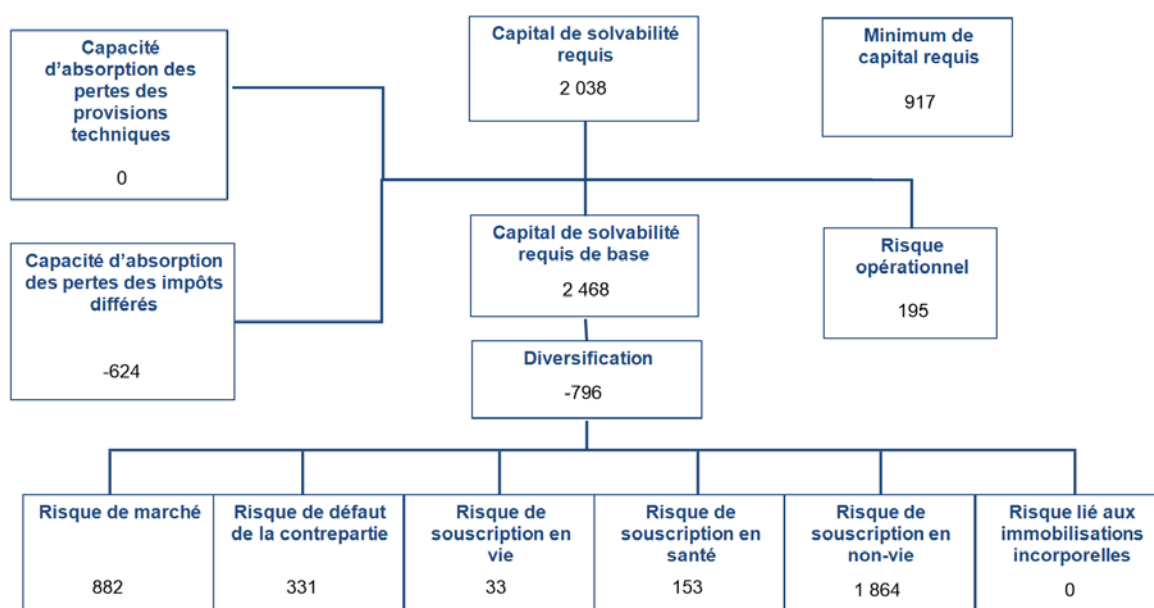 Capacité
d'absorption des
pertes des
provisions
techniques
0
Capital de solvabilité
requis
2 038
Minimum de
capital requis
917
Capacité d'absorption
des pertes des impôts
différés
-624
Capital de solvabilité
requis de base
2 468
Risque
opérationnel
195
Diversification
-796
Risque de marché
882
Risque de défaut
de la contrepartie
331
Risque de
souscription en
vie
33
Risque de
souscription en
santé
153
Risque de
souscription en
non-vie
1 864
Risque lié aux
immobilisations
incorporelles
0